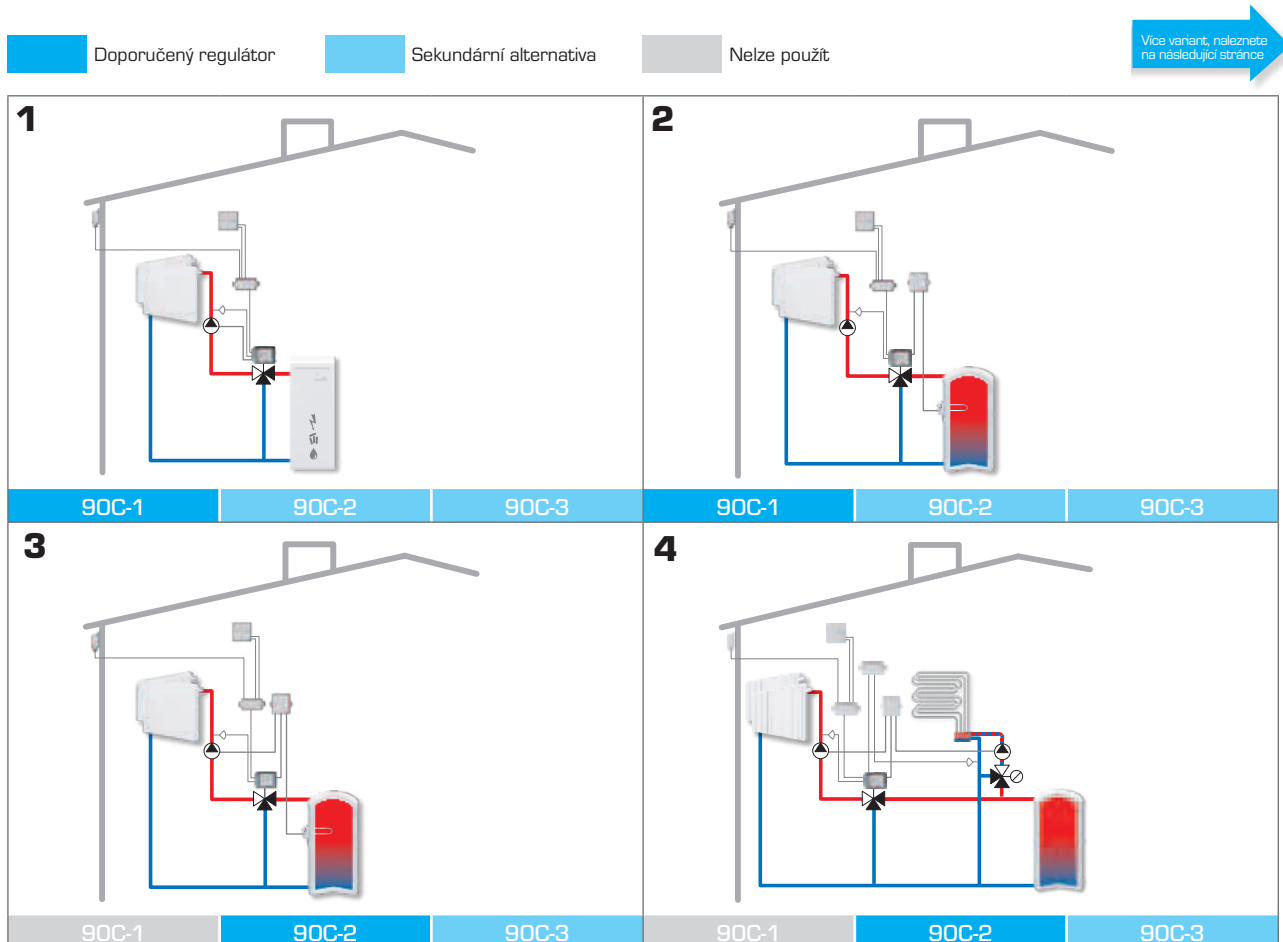 Doporučený regulátor
Sekundární alternativa
Nelze použít
Více variant, naleznete
na následující stránce
1
90C-1 90C-2 90C-3
2
90C-1 90C-2 90C-3
3
90C-1 90C-2 90C-3
4
90C-1 90C-2 90C-3